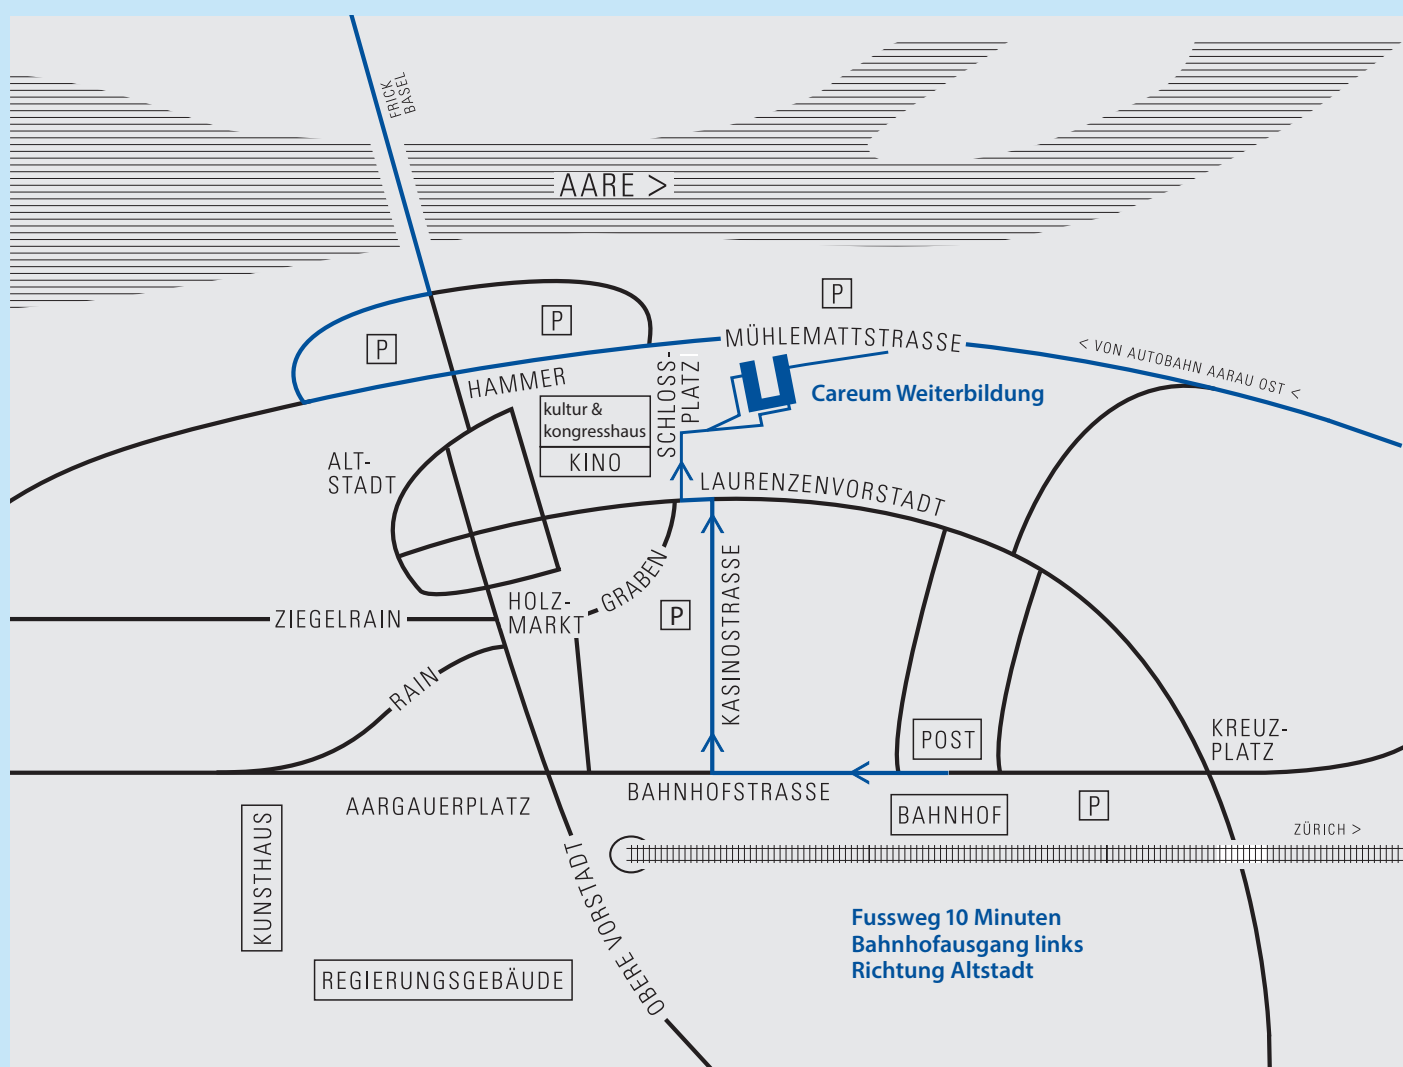 FRICK
BASEL
AARE >
P
P
P
MÜHLEMATTSTRASSE
< VON AUTOBAHN AARAU OST <
HAMMER
SCHLOSS-
PLATZ
Careum Weiterbildung
kultur &
kongresshaus
KINO
ALT-
STADT
LAURENZENVORSTADT
GRABEN
HOLZ-
MARKT
P
KASINOSTRASSE
ZIEGELRAIN
RAIN
POST
KREUZ-
PLATZ
AARGAUERPLATZ
BAHNHOFSTRASSE
BAHNHOF
P
ZÜRICH >
KUNSTHAUS
OBERE VORSTADT
REGIERUNGSGEBÄUDE
Fussweg 10 Minuten
Bahnhofausgang links
Richtung Altstadt